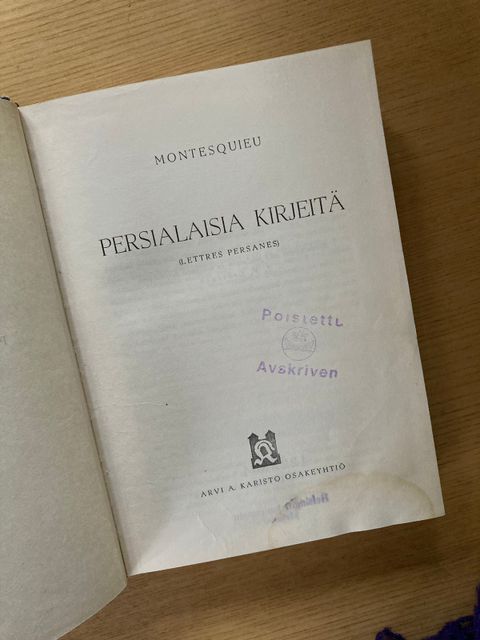 MONTESQUIEU
PERSIALAISIA KIRJEITÄ
(LETTRES PERSANES)
Poistettu
Avskriven
ARVI A. KARISTO OSAKEYHTIÖ